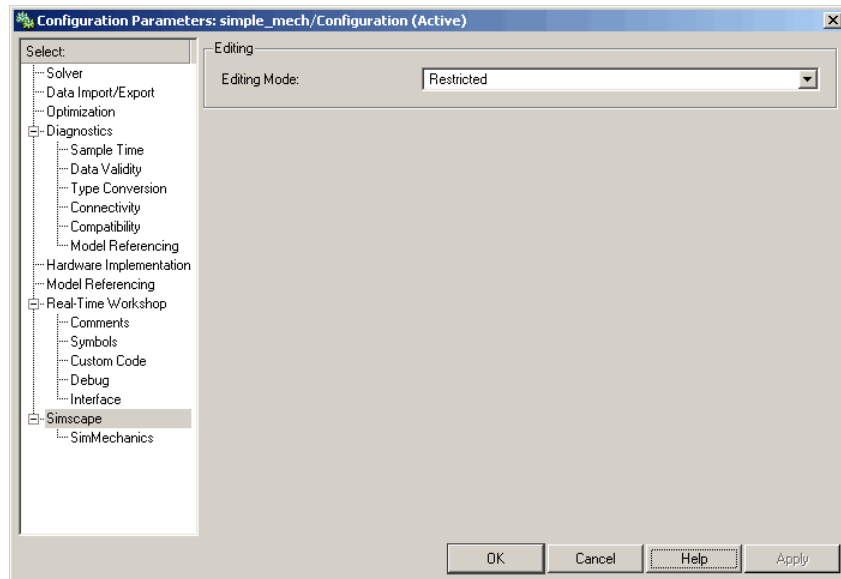 Configuration Parameters: simple_mech/Configuration (Active)
Select:
Solver
Data Import/Export
Optimization
Diagnostics
Sample Time
Data Validity
Type Conversion
Connectivity
Compatibility
Model Referencing
Hardware Implementation
Model Referencing
Real-Time Workshop
Comments
Symbols
Custom Code
Debug
Interface
Simscape
SimMechanics
Editing
Editing Mode: Restricted
OK Cancel Help Apply